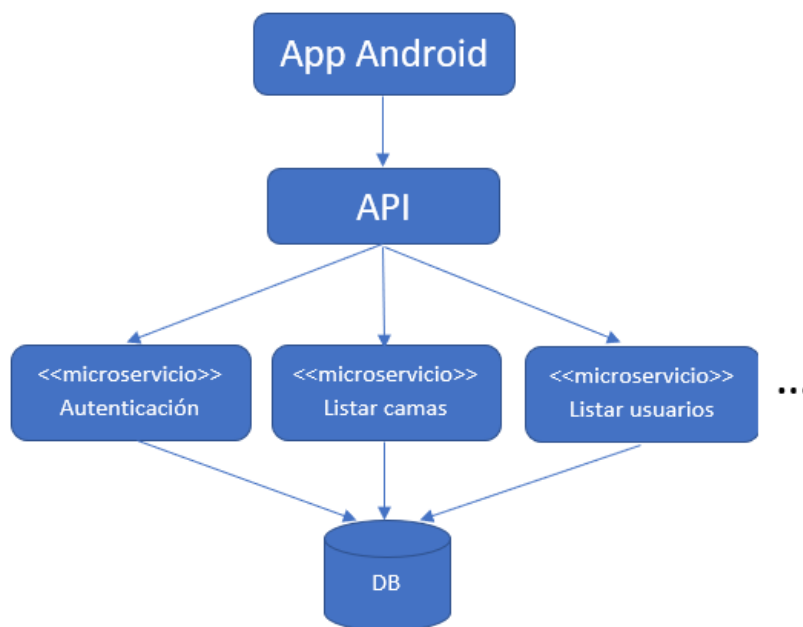 App Android
API
<<microservicio>>
Autenticación
<<microservicio>>
Listar camas
<<microservicio>>
Listar usuarios
...
DB